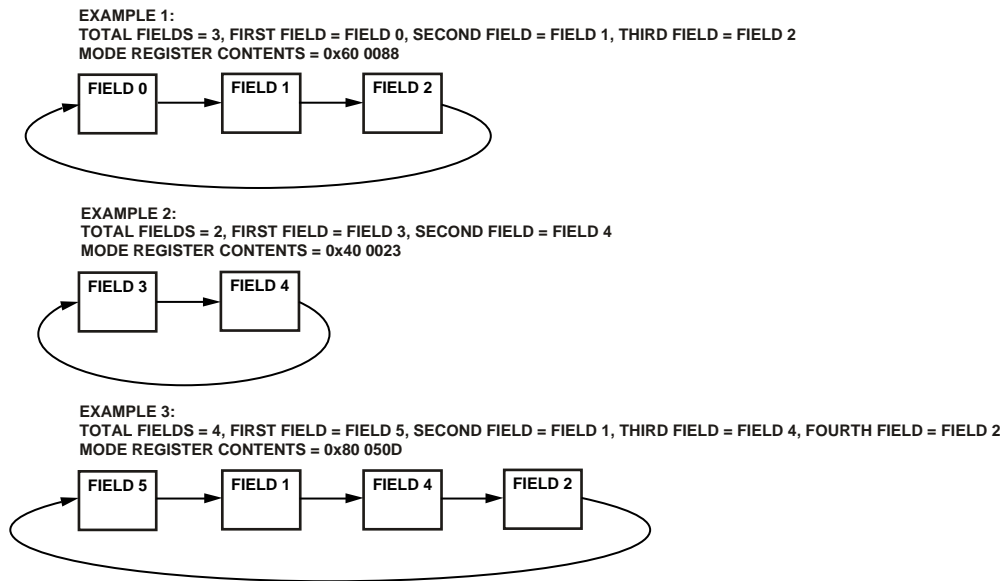 EXAMPLE 1:
TOTAL FIELDS = 3, FIRST FIELD = FIELD 0, SECOND FIELD = FIELD 1, THIRD FIELD = FIELD 2
MODE REGISTER CONTENTS = 0x60 0088
FIELD 0 FIELD 1 FIELD 2
EXAMPLE 2:
TOTAL FIELDS = 2, FIRST FIELD = FIELD 3, SECOND FIELD = FIELD 4
MODE REGISTER CONTENTS = 0x40 0023
FIELD 3 FIELD 4
EXAMPLE 3:
TOTAL FIELDS = 4, FIRST FIELD = FIELD 5, SECOND FIELD = FIELD 1, THIRD FIELD = FIELD 4, FOURTH FIELD = FIELD 2
MODE REGISTER CONTENTS = 0x80 050D
FIELD 5 FIELD 1 FIELD 4 FIELD 2